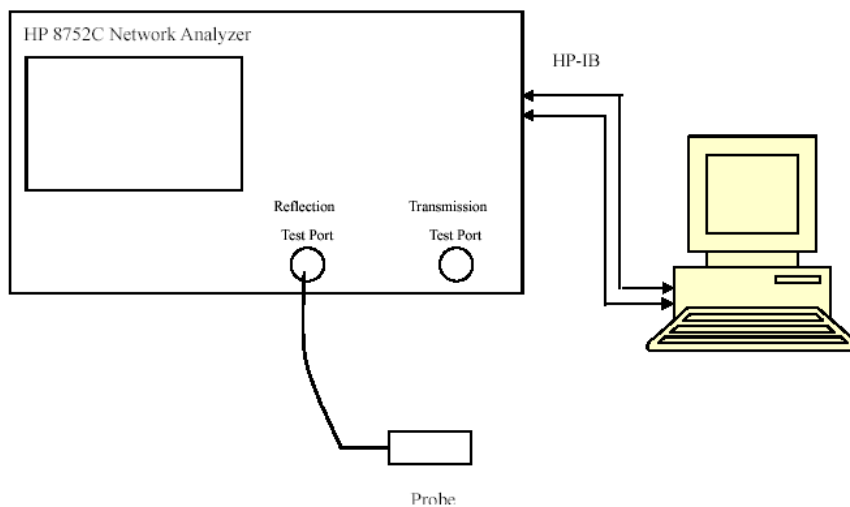 HP 8752C Network Analyzer
HP-IB
Reflection
Test Port
Transmission
Test Port
Probe